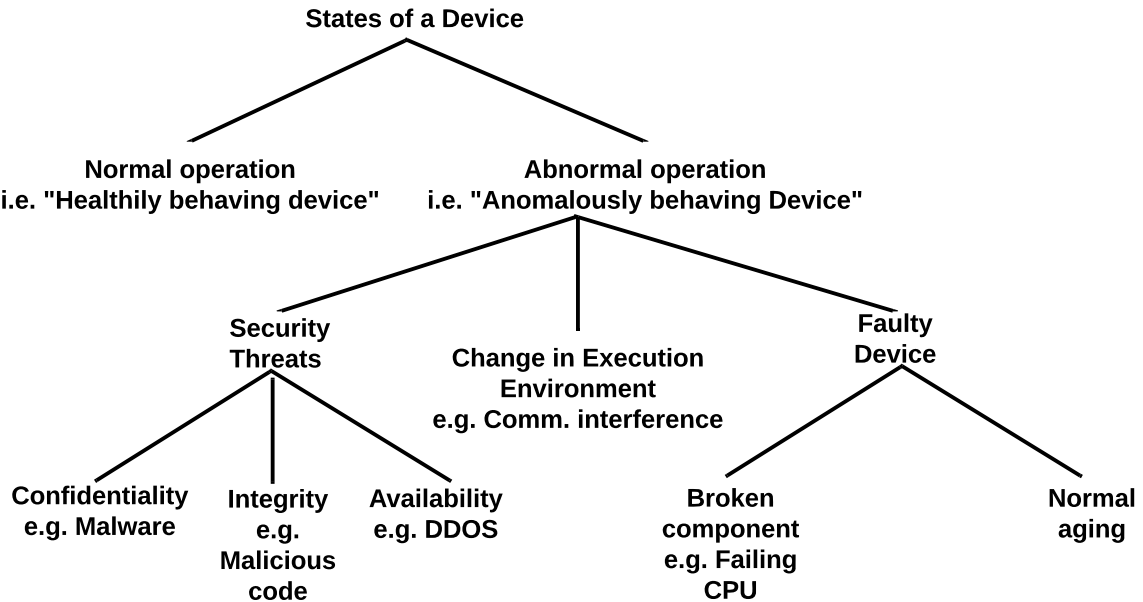 States of a Device
Normal operation
i.e. "Healthily behaving device"
Abnormal operation
i.e. "Anomalously behaving Device"
Security
Threats
Change in Execution
Environment
e.g. Comm. interference
Faulty
Device
Confidentiality
e.g. Malware
Integrity
e.g.
Malicious
code
Availability
e.g. DDOS
Broken
component
e.g. Failing
CPU
Normal
aging